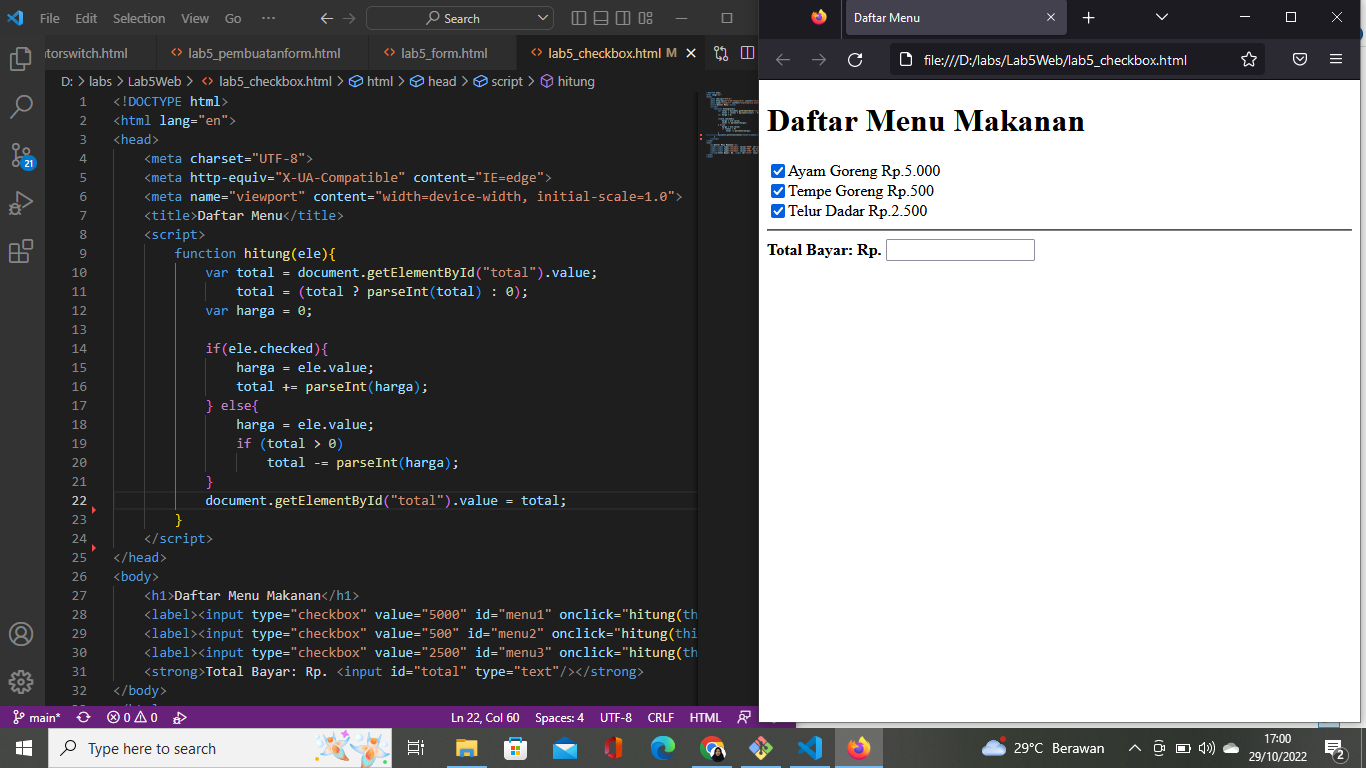 File Edit Selection View Go ··· Search
torswitch.html lab5_pembuatanform.html lab5_form.html lab5_checkbox.html M
D: > labs > Lab5Web > lab5_checkbox.html > html > head > script > hitung
1 <!DOCTYPE html>
2 <html lang="en">
3 <head>
4 <meta charset="UTF-8">
5 <meta http-equiv="X-UA-Compatible" content="IE=edge">
6 <meta name="viewport" content="width=device-width, initial-scale=1.0">
7 <title>Daftar Menu</title>
8 <script>
9 function hitung(ele){
10 var total = document.getElementById("total").value;
11 total = (total ? parseInt(total) : 0);
12 var harga = 0;
13
14 if(ele.checked){
15 harga = ele.value;
16 total += parseInt(harga);
17 } else{
18 harga = ele.value;
19 if (total > 0)
20 total -= parseInt(harga);
21 }
22 document.getElementById("total").value = total;
23 }
24 </script>
25 </head>
26 <body>
27 <h1>Daftar Menu Makanan</h1>
28 <label><input type="checkbox" value="5000" id="menu1" onclick="hitung(th
29 <label><input type="checkbox" value="500" id="menu2" onclick="hitung(thi
30 <label><input type="checkbox" value="2500" id="menu3" onclick="hitung(th
31 <strong>Total Bayar: Rp. <input id="total" type="text"/></strong>
32 </body>
21
main* 0 0 Ln 22, Col 60 Spaces: 4 UTF-8 CRLF HTML
Daftar Menu
file:///D:/labs/Lab5Web/lab5_checkbox.html
Daftar Menu Makanan
Ayam Goreng Rp.5.000
Tempe Goreng Rp.500
Telur Dadar Rp.2.500
Total Bayar: Rp.
Type here to search
29°C Berawan
17:00
29/10/2022
2